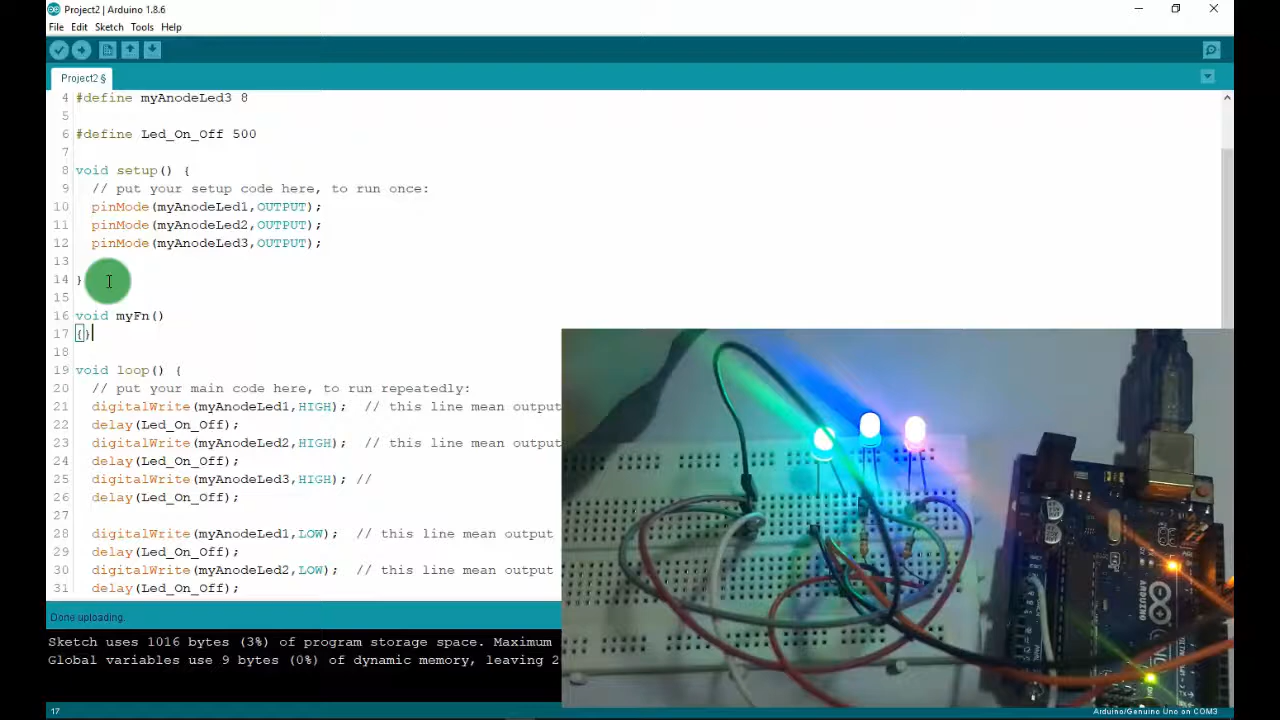 Project2 | Arduino 1.8.6
File Edit Sketch Tools Help
Project2 §
4 #define myAnodeLed3 8
5
6 #define Led_On_Off 500
7
8 void setup() {
9 // put your setup code here, to run once:
10 pinMode(myAnodeLed1,OUTPUT);
11 pinMode(myAnodeLed2,OUTPUT);
12 pinMode(myAnodeLed3,OUTPUT);
13
14 }
15
16 void myFn()
17 {}
18
19 void loop() {
20 // put your main code here, to run repeatedly:
21 digitalWrite(myAnodeLed1,HIGH); // this line mean output
22 delay(Led_On_Off);
23 digitalWrite(myAnodeLed2,HIGH); // this line mean output
24 delay(Led_On_Off);
25 digitalWrite(myAnodeLed3,HIGH); //
26 delay(Led_On_Off);
27
28 digitalWrite(myAnodeLed1,LOW); // this line mean output
29 delay(Led_On_Off);
30 digitalWrite(myAnodeLed2,LOW); // this line mean output
31 delay(Led_On_Off);
Done uploading.
Sketch uses 1016 bytes (3%) of program storage space. Maximum
Global variables use 9 bytes (0%) of dynamic memory, leaving 2
17
Arduino/Genuino Uno on COM3